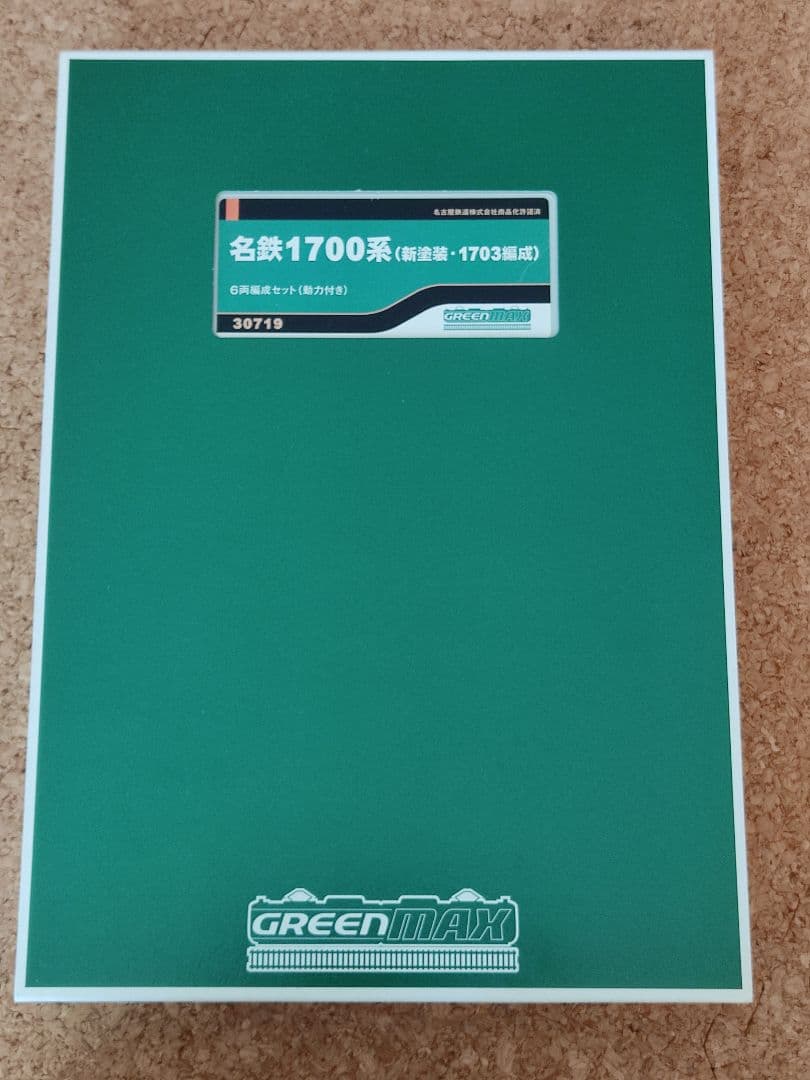 名古屋鉄道株式会社商品化許諾済
名鉄1700系(新塗装・1703編成)
6両編成セット(動力付き)
30719
GREENMAX
GREENMAX